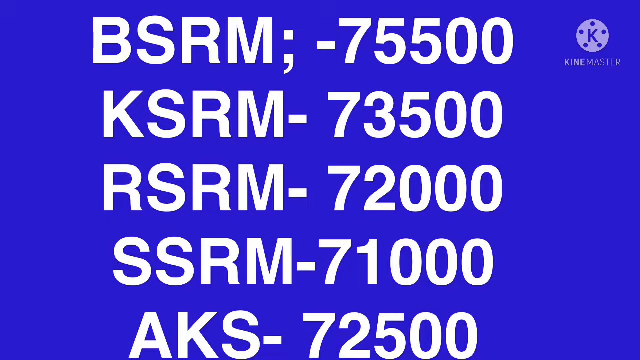 BSRM; -75500
KINEMASTER
KSRM- 73500
RSRM- 72000
SSRM-71000
AKS- 72500